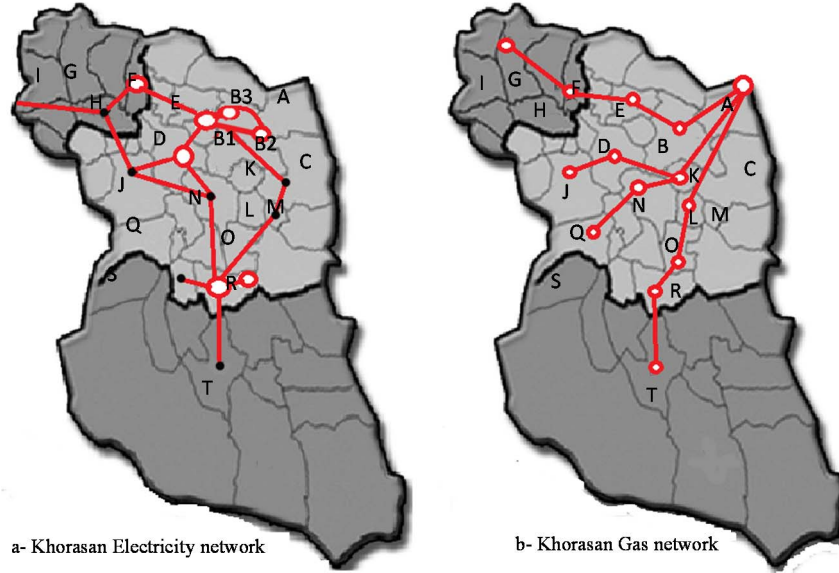 I G F H E D B3 A B1 B2 K C J N L M Q O R S T
a- Khorasan Electricity network
I G F H E A B D K C J N L M Q O R S T
b- Khorasan Gas network